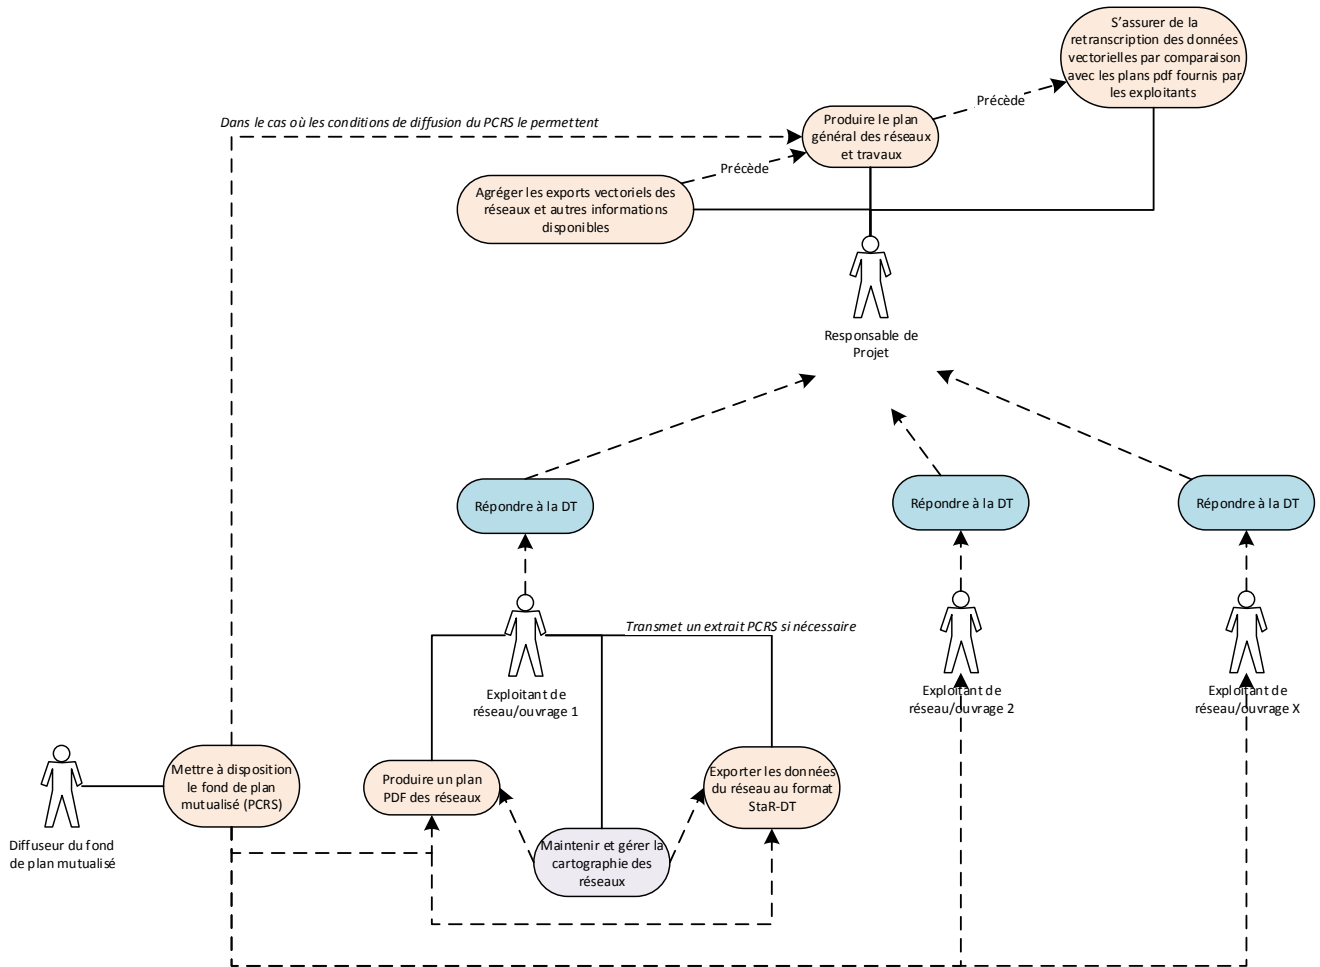 S'assurer de la
retranscription des données
vectorielles par comparaison
avec les plans pdf fournis par
les exploitants
Précède
Dans le cas où les conditions de diffusion du PCRS le permettent
Produire le plan
général des réseaux
et travaux
Précède
Agréger les exports vectoriels des
réseaux et autres informations
disponibles
Responsable de
Projet
Répondre à la DT
Répondre à la DT
Répondre à la DT
Transmet un extrait PCRS si nécessaire
Exploitant de
réseau/ouvrage 1
Exploitant de
réseau/ouvrage 2
Exploitant de
réseau/ouvrage X
Mettre à disposition
le fond de plan
mutualisé (PCRS)
Produire un plan
PDF des réseaux
Exporter les données
du réseau au format
StaR-DT
Maintenir et gérer la
cartographie des
réseaux
Diffuseur du fond
de plan mutualisé